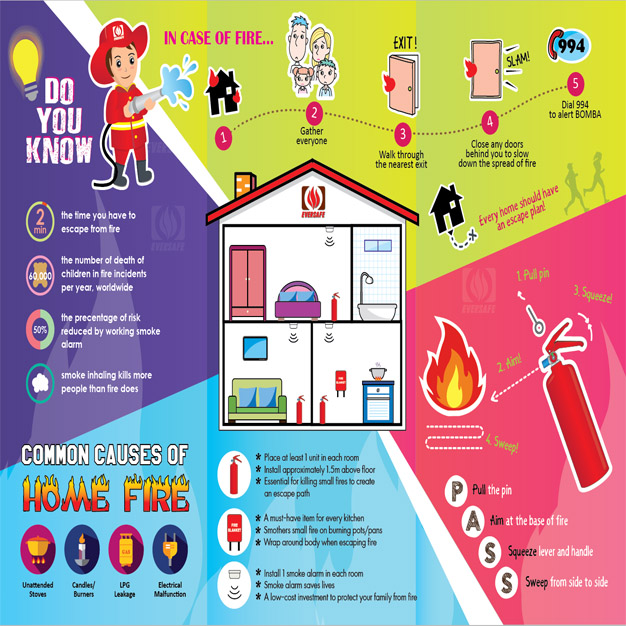 DO
YOU
KNOW
2
min
the time you have to
escape from fire
60,000
the number of death of
children in fire incidents
per year, worldwide
50%
the precentage of risk
reduced by working smoke
alarm
smoke inhaling kills more
people than fire does
IN CASE OF FIRE...
1
2
Gather
everyone
EXIT!
3
Walk through
the nearest exit
SLAM!
4
Close any doors
behind you to slow
down the spread of fire
994
5
Dial 994
to alert BOMBA
Every home should have
an escape plan!
EVERSAFE
EVERSAFE
EVERSAFE
EVERSAFE
FIRE
BLANKET
1. Pull pin
2. Aim!
3. Squeeze!
4. Sweep!
P
Pull the pin
A
Aim at the base of fire
S
Squeeze lever and handle
S
Sweep from side to side
COMMON CAUSES OF
HOME FIRE
Unattended
Stoves
Candles/
Burners
GAS
LPG
Leakage
Electrical
Malfunction
* Place at least 1 unit in each room
* Install approximately 1.5m above floor
* Essential for killing small fires to create
an escape path
FIRE
BLANKET
* A must-have item for every kitchen
* Smothers small fire on burning pots/pans
* Wrap around body when escaping fire
* Install 1 smoke alarm in each room
* Smoke alarm saves lives
* A low-cost investment to protect your family from fire